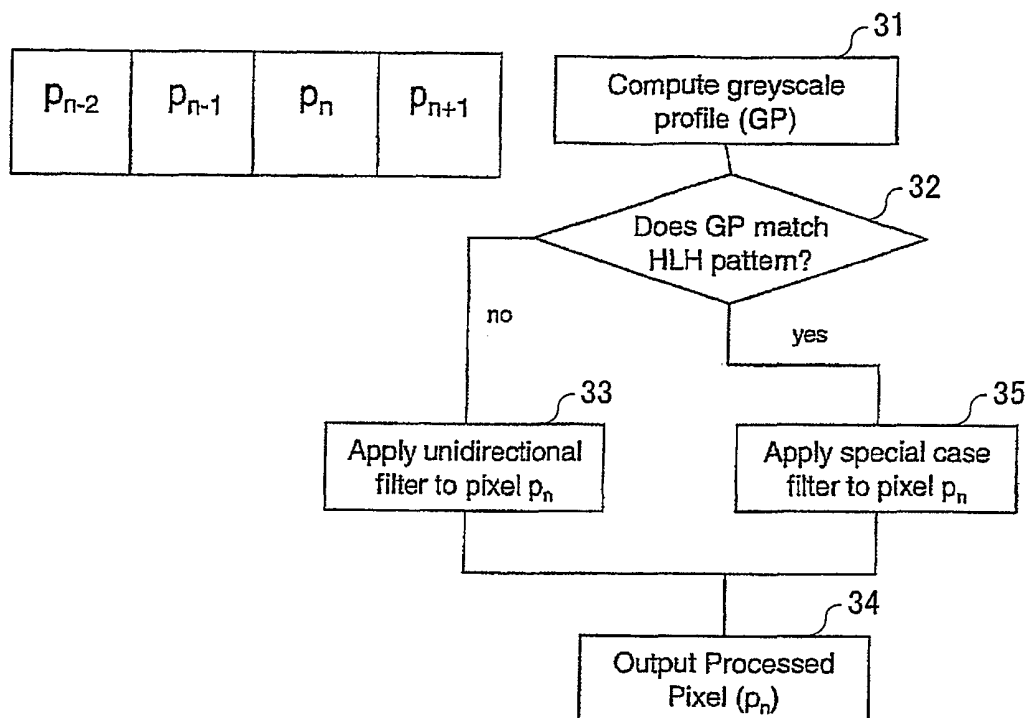 p_{n-2} p_{n-1} p_n p_{n+1}
31
Compute greyscale
profile (GP)
32
Does GP match
HLH pattern?
no
yes
33
Apply unidirectional
filter to pixel p_n
35
Apply special case
filter to pixel p_n
34
Output Processed
Pixel (p_n)